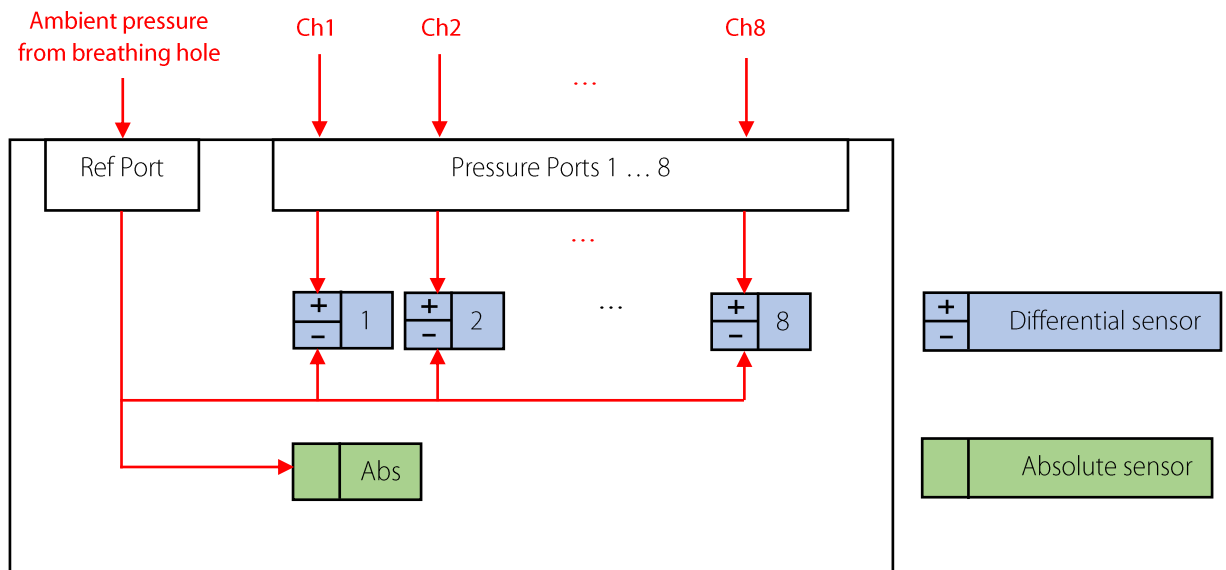 Ambient pressure
from breathing hole
Ch1
Ch2
...
Ch8
Ref Port
Pressure Ports 1 ... 8
...
+
−
1
+
−
2
...
+
−
8
+
−
Differential sensor
Abs
Absolute sensor